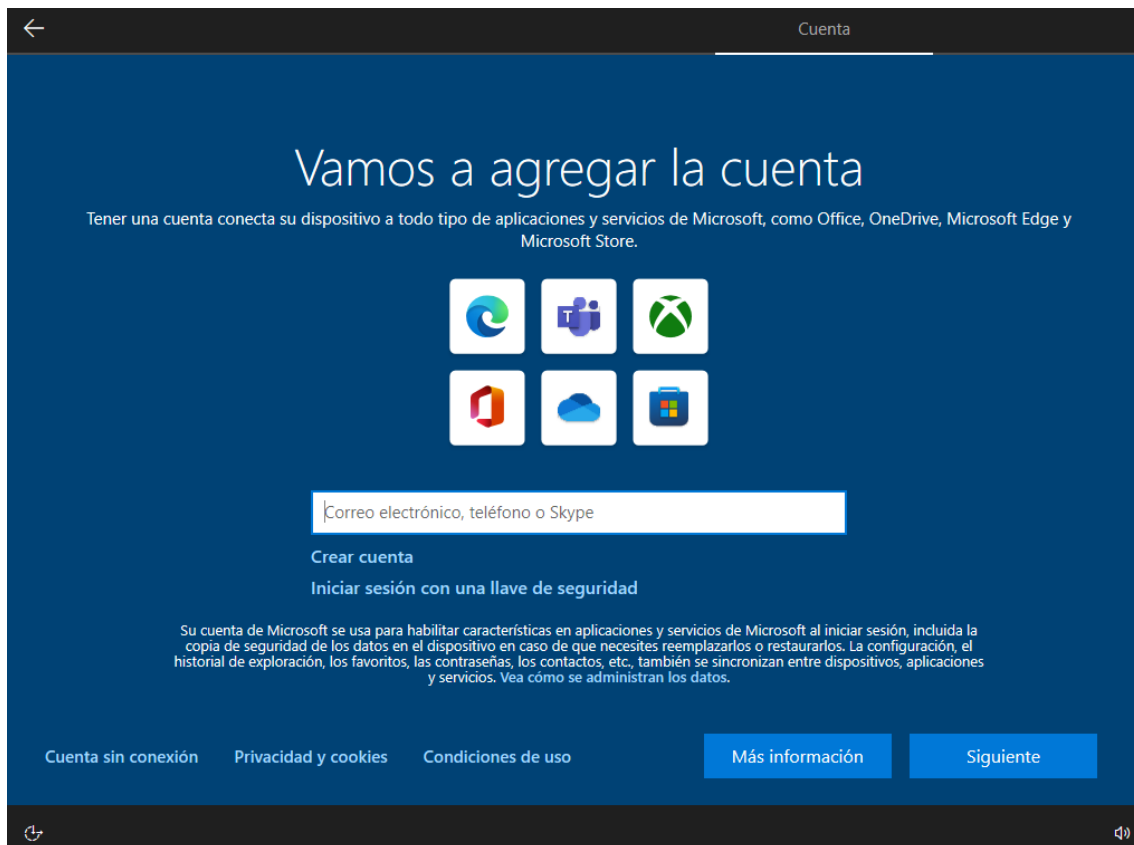 Cuenta
Vamos a agregar la cuenta
Tener una cuenta conecta su dispositivo a todo tipo de aplicaciones y servicios de Microsoft, como Office, OneDrive, Microsoft Edge y
Microsoft Store.
T
Correo electrónico, teléfono o Skype
Crear cuenta
Iniciar sesión con una llave de seguridad
Su cuenta de Microsoft se usa para habilitar características en aplicaciones y servicios de Microsoft al iniciar sesión, incluida la
copia de seguridad de los datos en el dispositivo en caso de que necesites reemplazarlos o restaurarlos. La configuración, el
historial de exploración, los favoritos, las contraseñas, los contactos, etc., también se sincronizan entre dispositivos, aplicaciones
y servicios. Vea cómo se administran los datos.
Cuenta sin conexión Privacidad y cookies Condiciones de uso Más información Siguiente